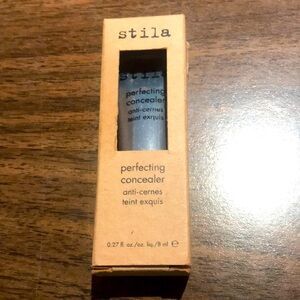 stila
perfecting
concealer
anti-cernes
teint exquis
perfecting
concealer
anti-cernes
teint exquis
0.27 fl. oz./oz. liq./8 ml e